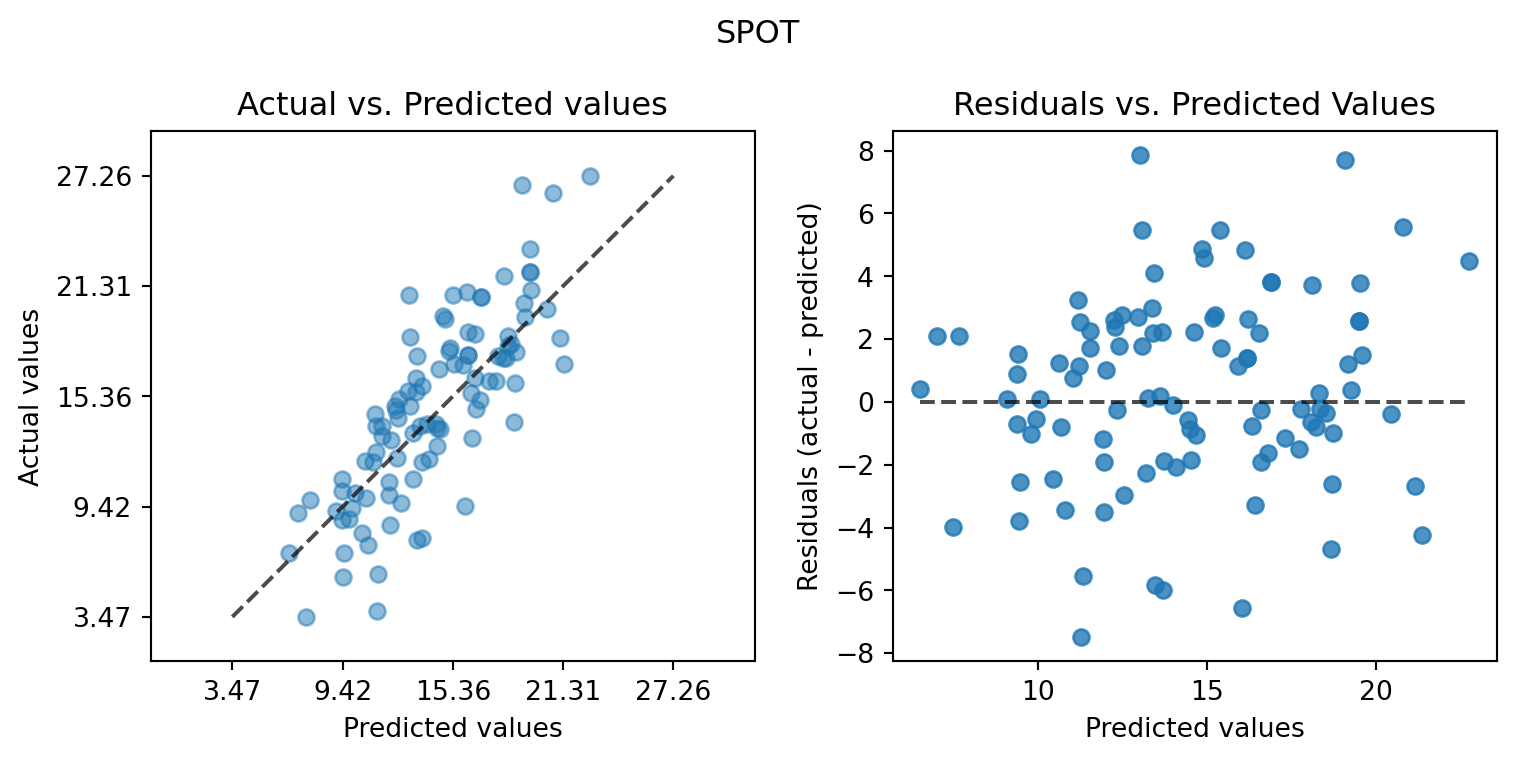 SPOT
Actual vs. Predicted values
Actual values
27.26
21.31
15.36
9.42
3.47
3.47 9.42 15.36 21.31 27.26
Predicted values
Residuals vs. Predicted Values
Residuals (actual - predicted)
8
6
4
2
0
−2
−4
−6
−8
10 15 20
Predicted values